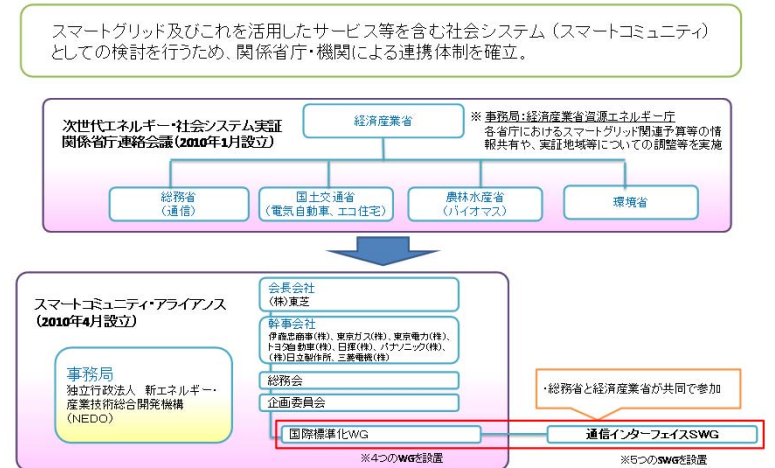 スマートグリッド及びこれを活用したサービス等を含む社会システム（スマートコミュニティ）
としての検討を行うため、関係省庁・機関による連携体制を確立。
次世代エネルギー・社会システム実証
関係省庁連絡会議（2010年1月設立）
経済産業省
※ 事務局：経済産業省資源エネルギー庁
各省庁におけるスマートグリッド関連予算等の情
報共有や、実証地域等についての調整等を実施
総務省
（通信）
国土交通省
（電気自動車、エコ住宅）
農林水産省
（バイオマス）
環境省
スマートコミュニティ・アライアンス
（2010年4月設立）
事務局
独立行政法人 新エネルギー・
産業技術総合開発機構
（NEDO）
会長会社
（株）東芝
幹事会社
伊藤忠商事（株）、東京ガス（株）、東京電力（株）、
トヨタ自動車（株）、日揮（株）、パナソニック（株）、
（株）日立製作所、三菱電機（株）
総務会
企画委員会
国際標準化WG
※4つのWGを設置
・総務省と経済産業省が共同で参加
通信インターフェイスSWG
※5つのSWGを設置